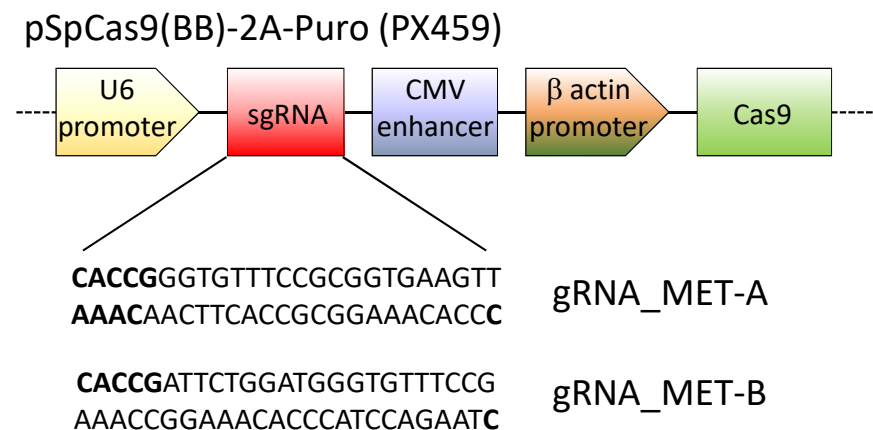 pSpCas9(BB)-2A-Puro (PX459)
U6 promoter
sgRNA
CMV enhancer
β actin promoter
Cas9
CACCGGGTGTTTCCGCGGTGAAGTT
AAACAACTTCACCGCGGAAACACCC
gRNA_MET-A
CACCGATTCTGGATGGGTGTTTCCG
AAACCGGAAACACCCATCCAGAATC
gRNA_MET-B